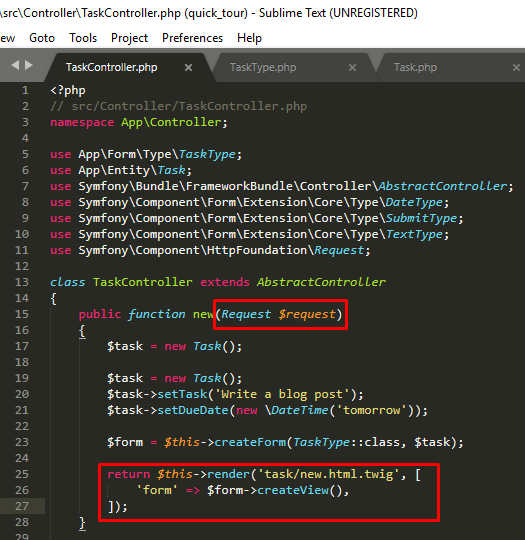 \src\Controller\TaskController.php (quick_tour) - Sublime Text (UNREGISTERED)
ew Goto Tools Project Preferences Help
TaskController.php × TaskType.php × Task.php ×
1 <?php
2 // src/Controller/TaskController.php
3 namespace App\Controller;
4
5 use App\Form\Type\TaskType;
6 use App\Entity\Task;
7 use Symfony\Bundle\FrameworkBundle\Controller\AbstractController;
8 use Symfony\Component\Form\Extension\Core\Type\DateType;
9 use Symfony\Component\Form\Extension\Core\Type\SubmitType;
10 use Symfony\Component\Form\Extension\Core\Type\TextType;
11 use Symfony\Component\HttpFoundation\Request;
12
13 class TaskController extends AbstractController
14 {
15 public function new(Request $request)
16 {
17 $task = new Task();
18
19 $task = new Task();
20 $task->setTask('Write a blog post');
21 $task->setDueDate(new \DateTime('tomorrow'));
22
23 $form = $this->createForm(TaskType::class, $task);
24
25 return $this->render('task/new.html.twig', [
26 'form' => $form->createView(),
27 ]);
28 }